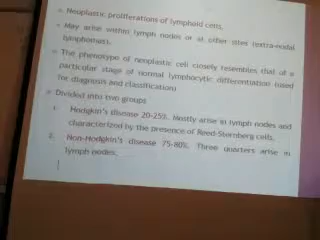 Neoplastic proliferations of lymphoid cells.
May arise within lymph nodes or at other sites (extra-nodal
lymphomas).
The phenotype of neoplastic cell closely resembles that of a
particular stage of normal lymphocytic differentiation (used
for diagnosis and classification)
Divided into two groups
1. Hodgkin's disease 20-25%. Mostly arise in lymph nodes and
characterized by the presence of Reed-Sternberg cells.
2. Non-Hodgkin's disease 75-80%. Three quarters arise in
lymph nodes.